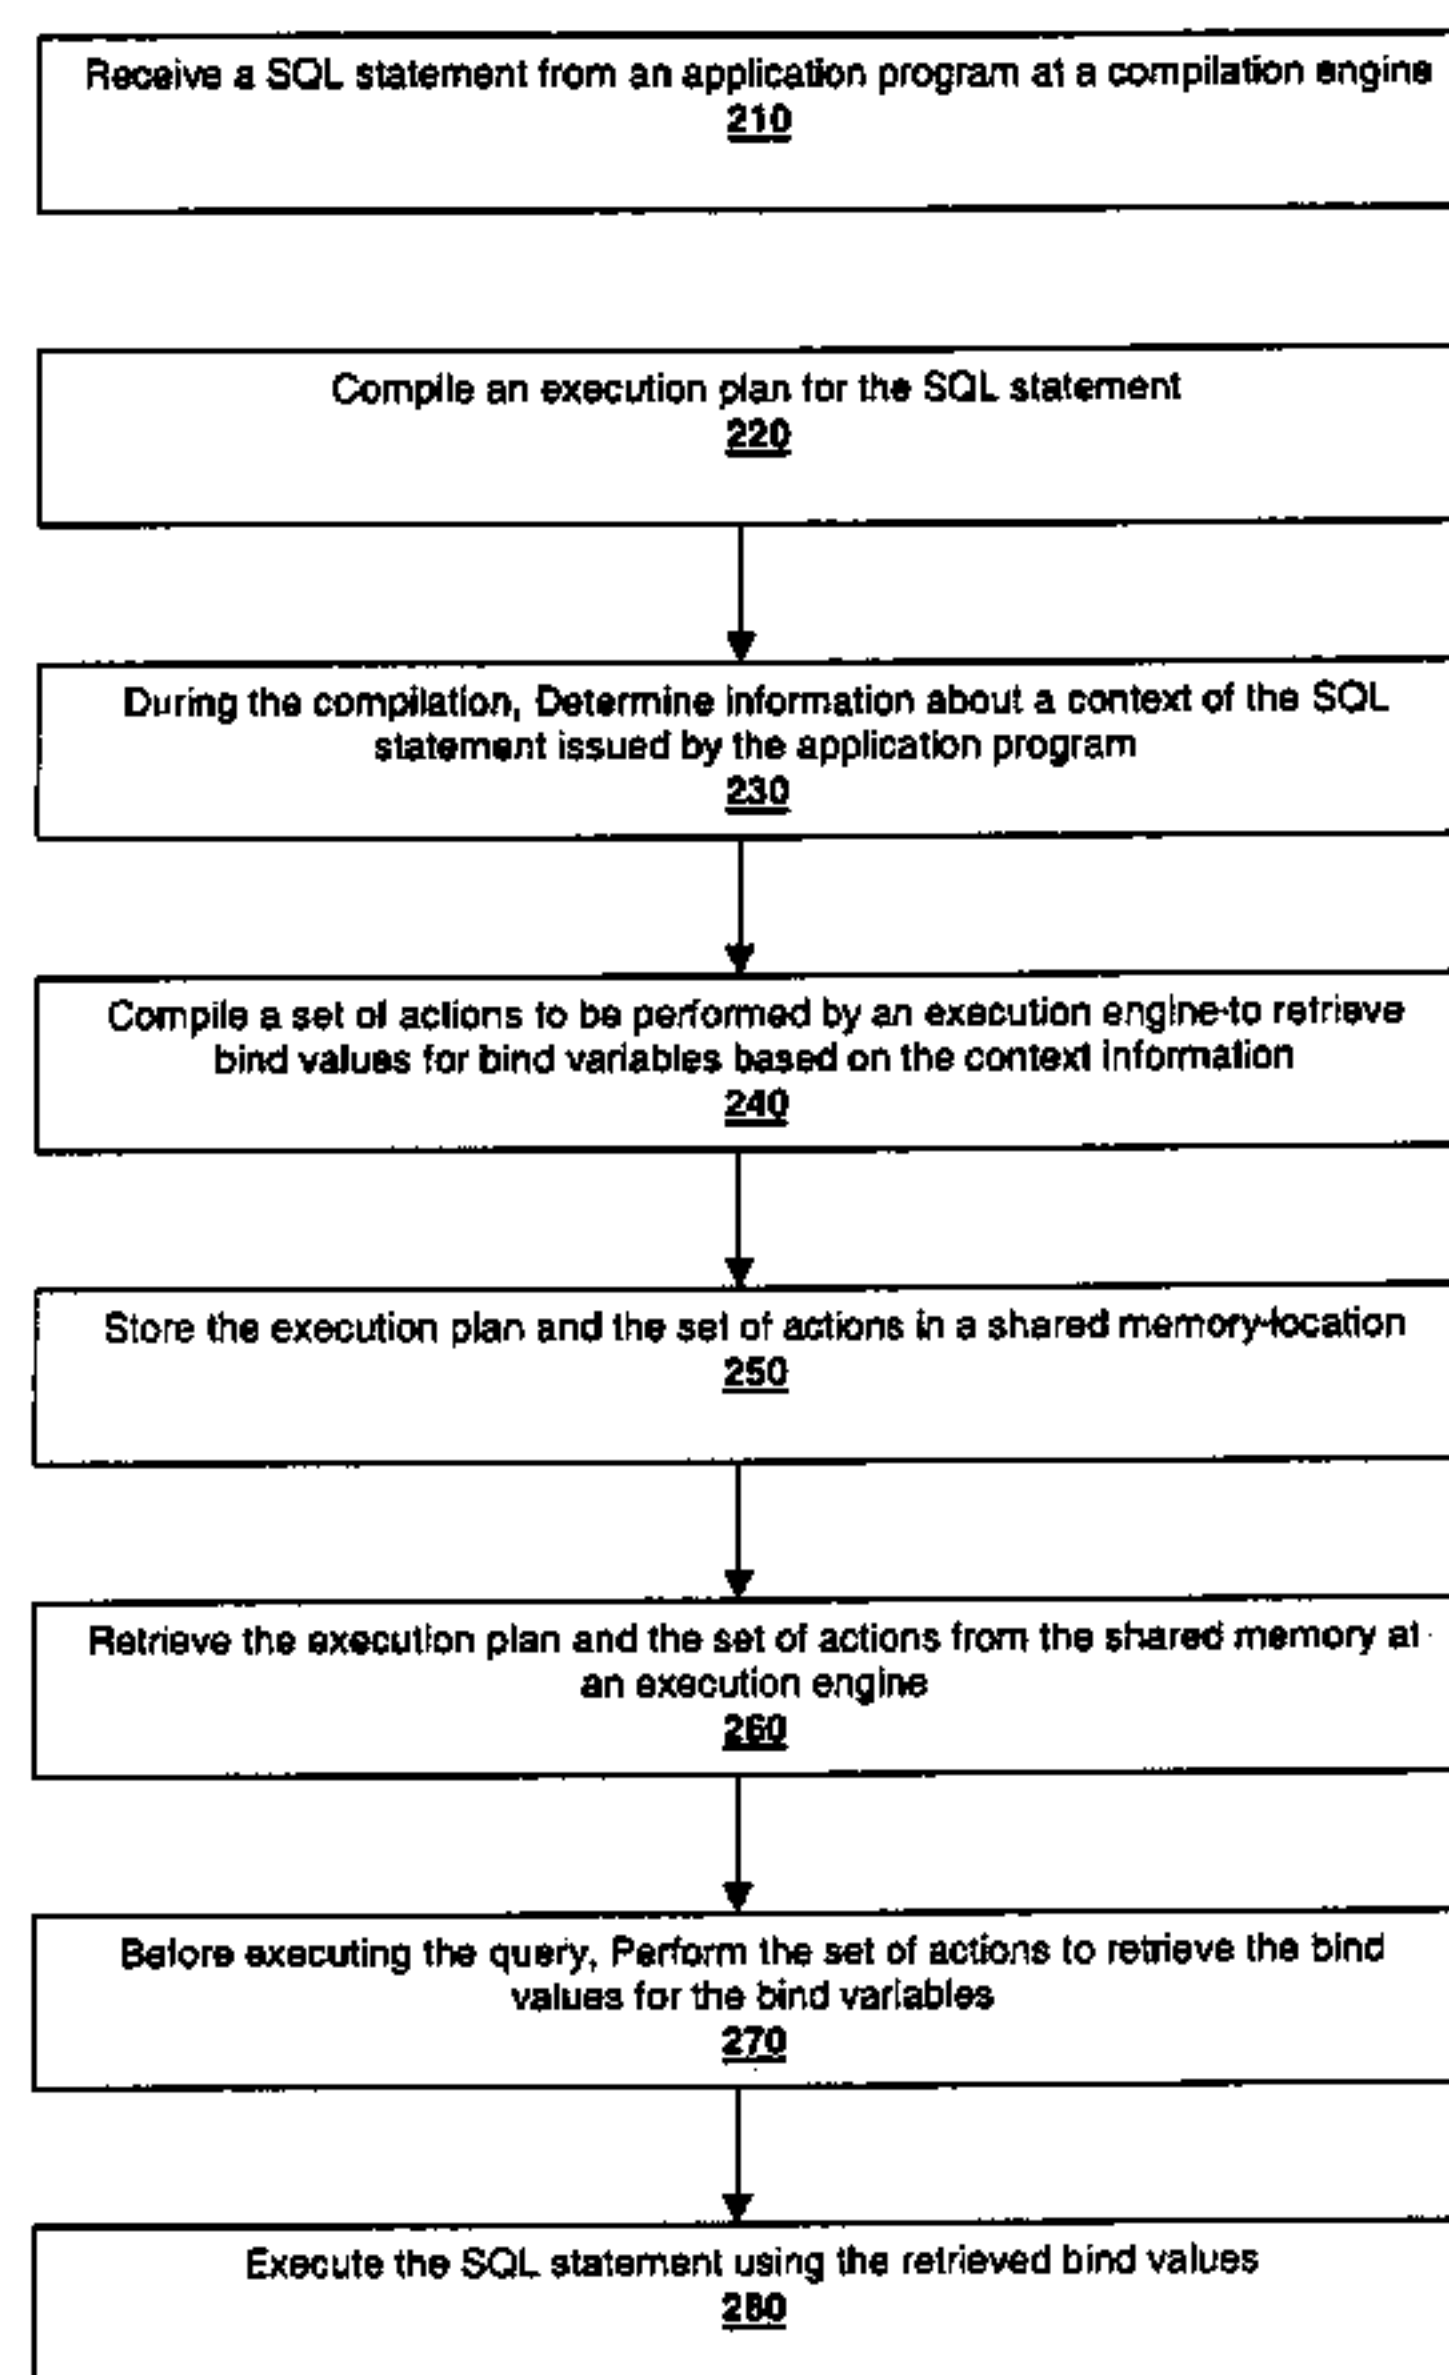 Receive a SQL statement from an application program at a compilation engine
210
Compile an execution plan for the SQL statement
220
During the compilation, Determine information about a context of the SQL
statement issued by the application program
230
Compile a set of actions to be performed by an execution engine to retrieve
bind values for bind variables based on the context information
240
Store the execution plan and the set of actions in a shared memory location
250
Retrieve the execution plan and the set of actions from the shared memory at
an execution engine
260
Before executing the query, Perform the set of actions to retrieve the bind
values for the bind variables
270
Execute the SQL statement using the retrieved bind values
280